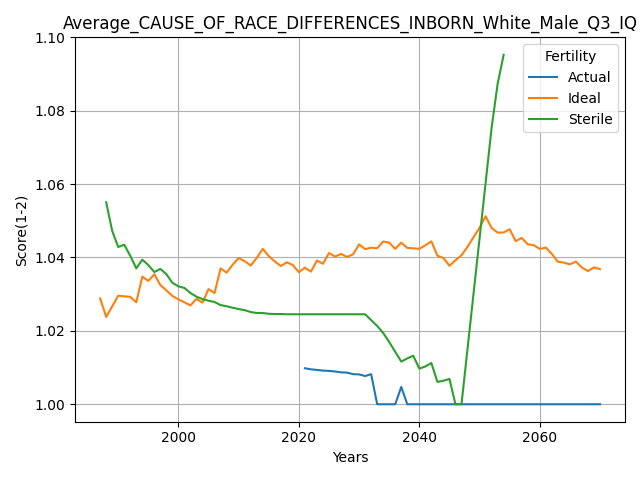 Average_CAUSE_OF_RACE_DIFFERENCES_INBORN_White_Male_Q3_IQ
1.10
1.08
1.06
1.04
1.02
1.00
Score(1-2)
Fertility
Actual
Ideal
Sterile
2000
2020
2040
2060
Years